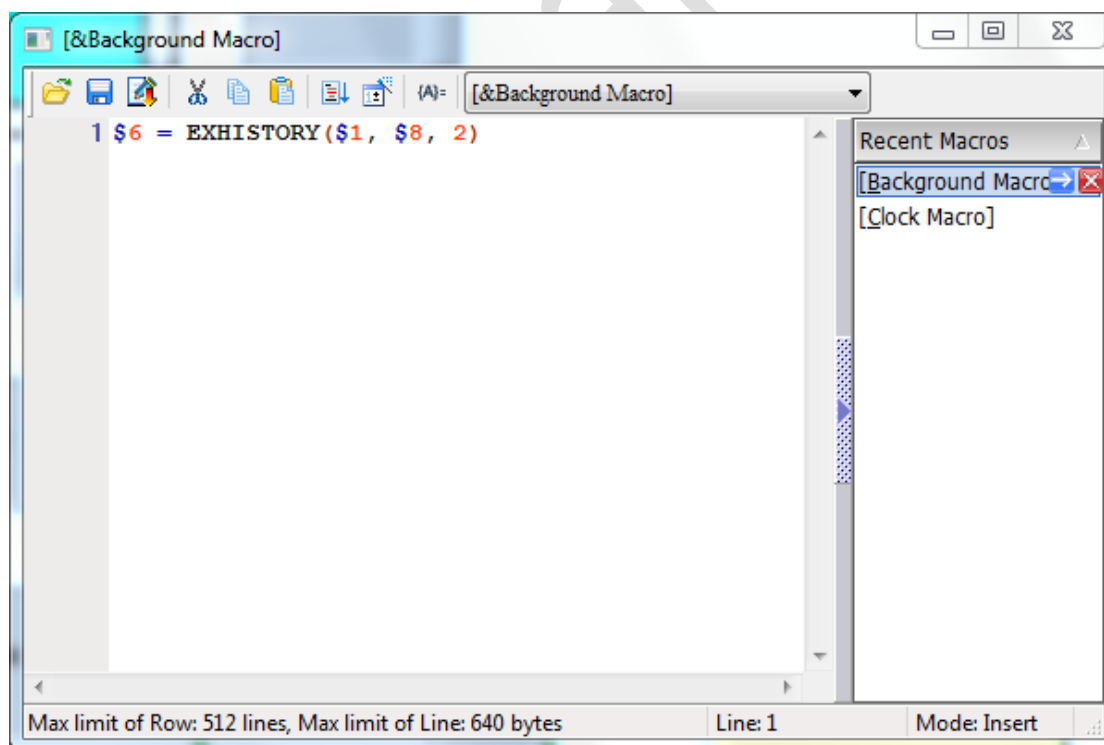 [&Background Macro]
{A}= [&Background Macro]
1 $6 = EXHISTORY($1, $8, 2)
Recent Macros
[Background Macro
[Clock Macro]
Max limit of Row: 512 lines, Max limit of Line: 640 bytes Line: 1 Mode: Insert